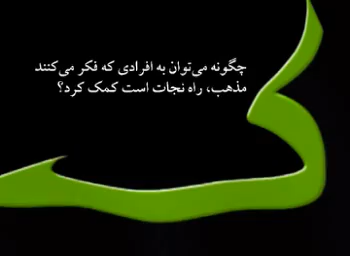 چگونه می‌توان به افرادی که فکر می‌کنند
مذهب، راه نجات است کمک کرد؟